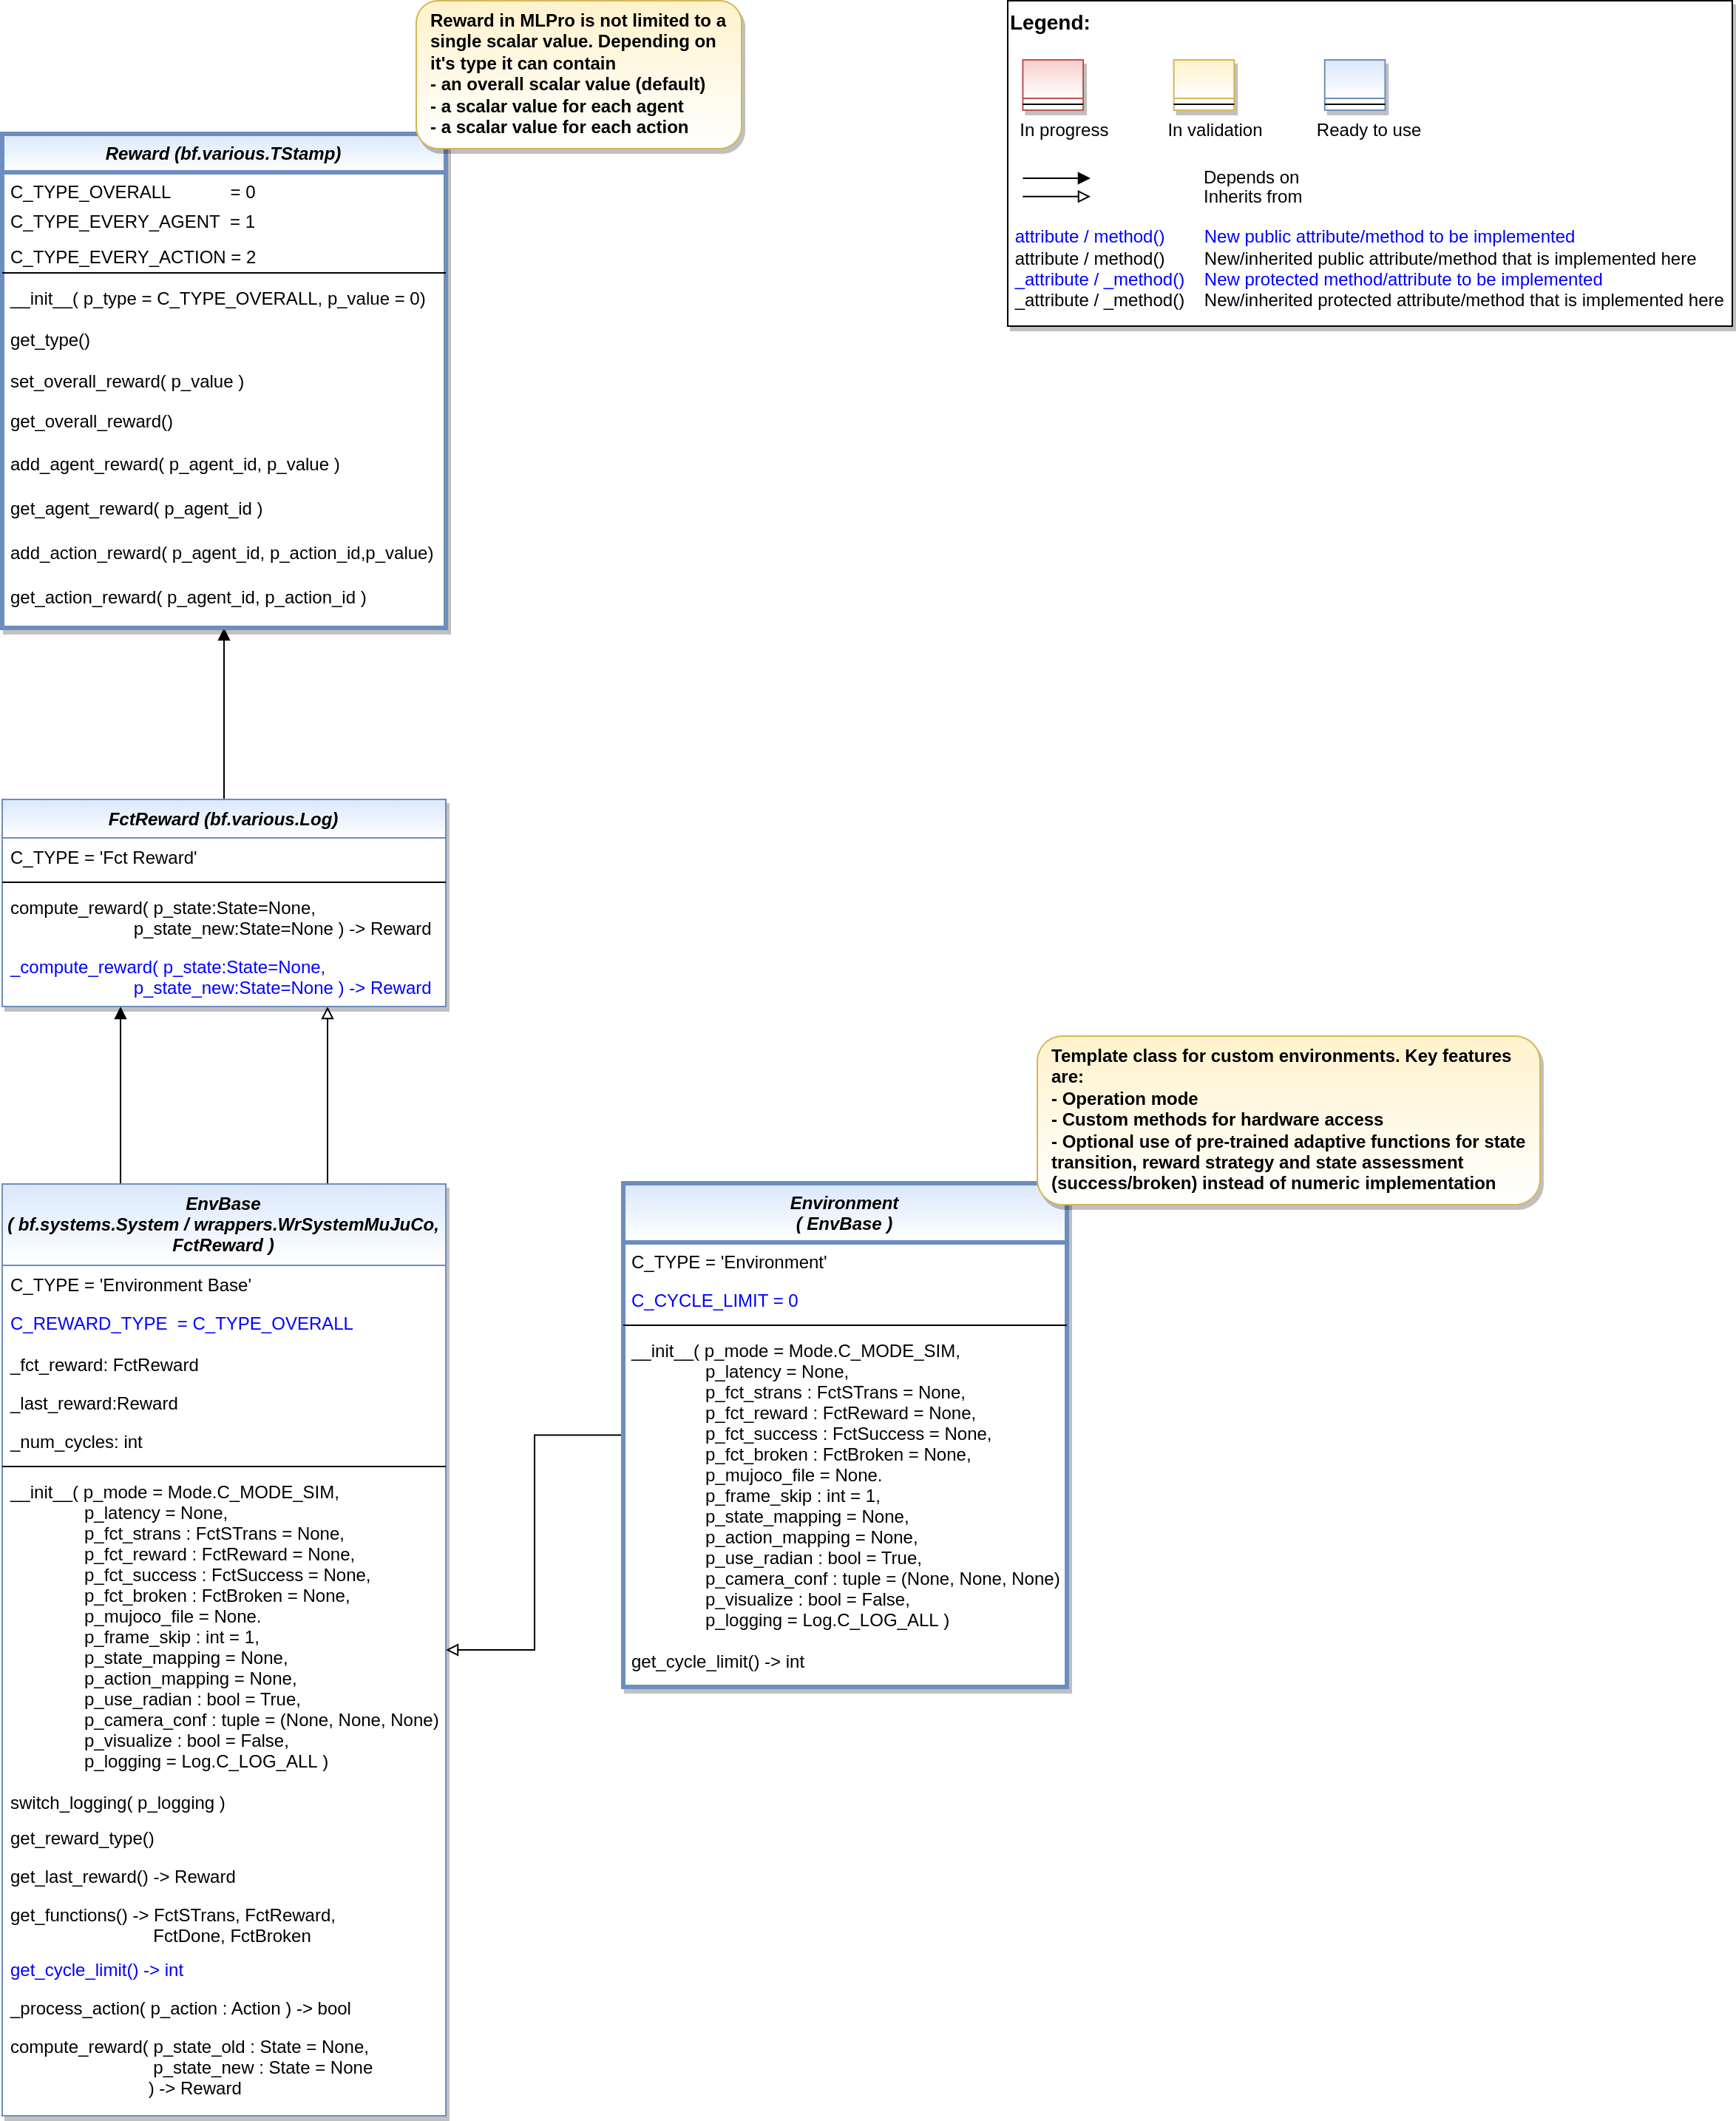 Reward in MLPro is not limited to a
single scalar value. Depending on
it's type it can contain
- an overall scalar value (default)
- a scalar value for each agent
- a scalar value for each action
Legend:
In progress
In validation
Ready to use
Depends on
Inherits from
attribute / method() New public attribute/method to be implemented
attribute / method() New/inherited public attribute/method that is implemented here
_attribute / _method() New protected method/attribute to be implemented
_attribute / _method() New/inherited protected attribute/method that is implemented here
Reward (bf.various.TStamp)
C_TYPE_OVERALL = 0
C_TYPE_EVERY_AGENT = 1
C_TYPE_EVERY_ACTION = 2
__init__( p_type = C_TYPE_OVERALL, p_value = 0)
get_type()
set_overall_reward( p_value )
get_overall_reward()
add_agent_reward( p_agent_id, p_value )
get_agent_reward( p_agent_id )
add_action_reward( p_agent_id, p_action_id,p_value)
get_action_reward( p_agent_id, p_action_id )
FctReward (bf.various.Log)
C_TYPE = 'Fct Reward'
compute_reward( p_state:State=None,
p_state_new:State=None ) -> Reward
_compute_reward( p_state:State=None,
p_state_new:State=None ) -> Reward
Template class for custom environments. Key features
are:
- Operation mode
- Custom methods for hardware access
- Optional use of pre-trained adaptive functions for state
transition, reward strategy and state assessment
(success/broken) instead of numeric implementation
EnvBase
( bf.systems.System / wrappers.WrSystemMuJuCo,
FctReward )
C_TYPE = 'Environment Base'
C_REWARD_TYPE = C_TYPE_OVERALL
_fct_reward: FctReward
_last_reward:Reward
_num_cycles: int
__init__( p_mode = Mode.C_MODE_SIM,
p_latency = None,
p_fct_strans : FctSTrans = None,
p_fct_reward : FctReward = None,
p_fct_success : FctSuccess = None,
p_fct_broken : FctBroken = None,
p_mujoco_file = None.
p_frame_skip : int = 1,
p_state_mapping = None,
p_action_mapping = None,
p_use_radian : bool = True,
p_camera_conf : tuple = (None, None, None)
p_visualize : bool = False,
p_logging = Log.C_LOG_ALL )
switch_logging( p_logging )
get_reward_type()
get_last_reward() -> Reward
get_functions() -> FctSTrans, FctReward,
FctDone, FctBroken
get_cycle_limit() -> int
_process_action( p_action : Action ) -> bool
compute_reward( p_state_old : State = None,
p_state_new : State = None
) -> Reward
Environment
( EnvBase )
C_TYPE = 'Environment'
C_CYCLE_LIMIT = 0
__init__( p_mode = Mode.C_MODE_SIM,
p_latency = None,
p_fct_strans : FctSTrans = None,
p_fct_reward : FctReward = None,
p_fct_success : FctSuccess = None,
p_fct_broken : FctBroken = None,
p_mujoco_file = None.
p_frame_skip : int = 1,
p_state_mapping = None,
p_action_mapping = None,
p_use_radian : bool = True,
p_camera_conf : tuple = (None, None, None)
p_visualize : bool = False,
p_logging = Log.C_LOG_ALL )
get_cycle_limit() -> int